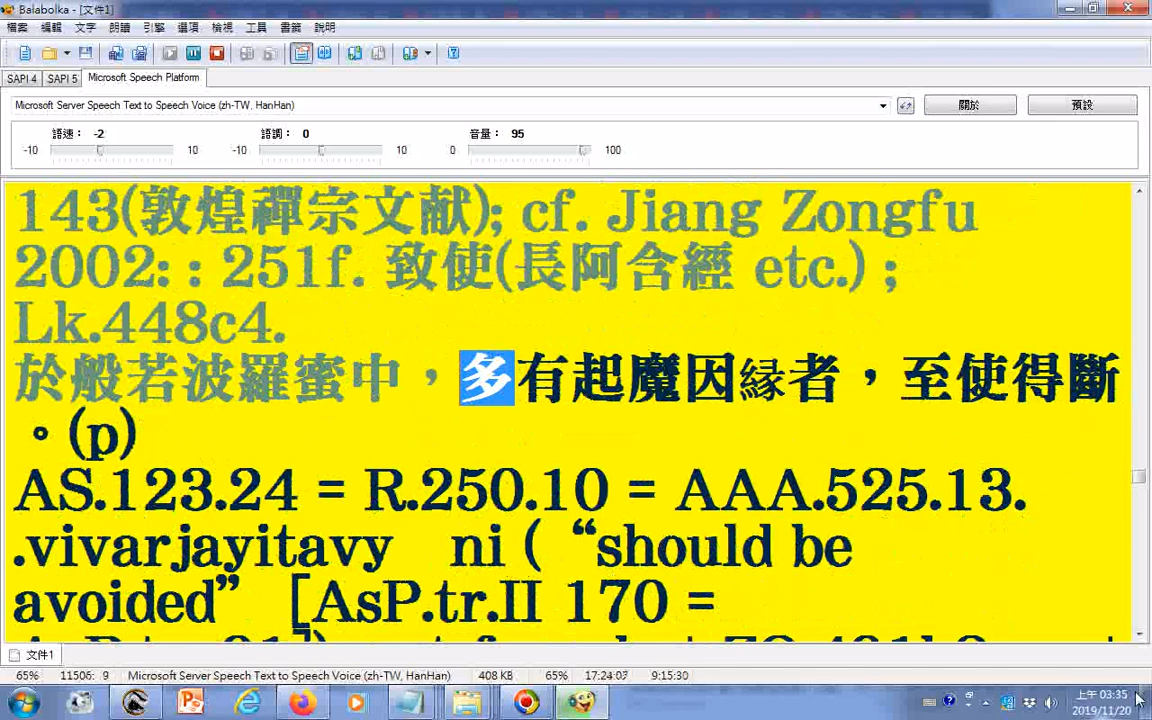 Balabolka - [文件1]
檔案 編輯 文字 朗讀 引擎 選項 檢視 工具 書籤 說明
SAPI 4 SAPI 5 Microsoft Speech Platform
Microsoft Server Speech Text to Speech Voice (zh-TW, HanHan) 關於 預設
語速： -2 語調： 0 音量： 95
-10 10 -10 10 0 100
143(敦煌禪宗文献); cf. Jiang Zongfu
2002: : 251f. 致使(長阿含經 etc.) ;
Lk.448c4.
於般若波羅蜜中，多有起魔因縁者，至使得斷
。(p)
AS.123.24 = R.250.10 = AAA.525.13.
.vivarjayitavy ni ( “should be
avoided” [AsP.tr.II 170 =
文件1
65% 11506: 9 Microsoft Server Speech Text to Speech Voice (zh-TW, HanHan) 408 KB 65% 17:24:07 9:15:30
上午 03:35
2019/11/20